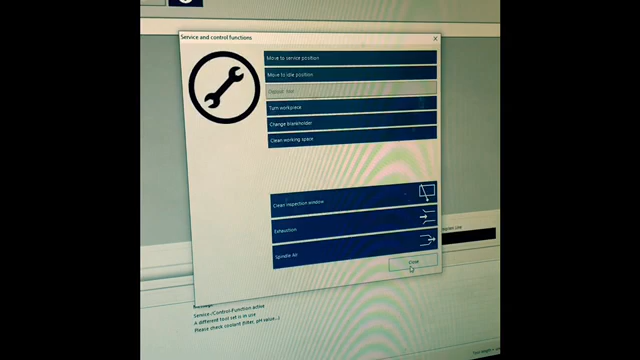 Service and control functions
Move to service position
Move to idle position
Turn workpiece
Change blankholder
Clean working space
Clean inspection window
Exhaustion
Spindle Air
Close
Message:
Service-/Control-Function active
A different tool set is in use
Please check coolant (filter, pH value...)